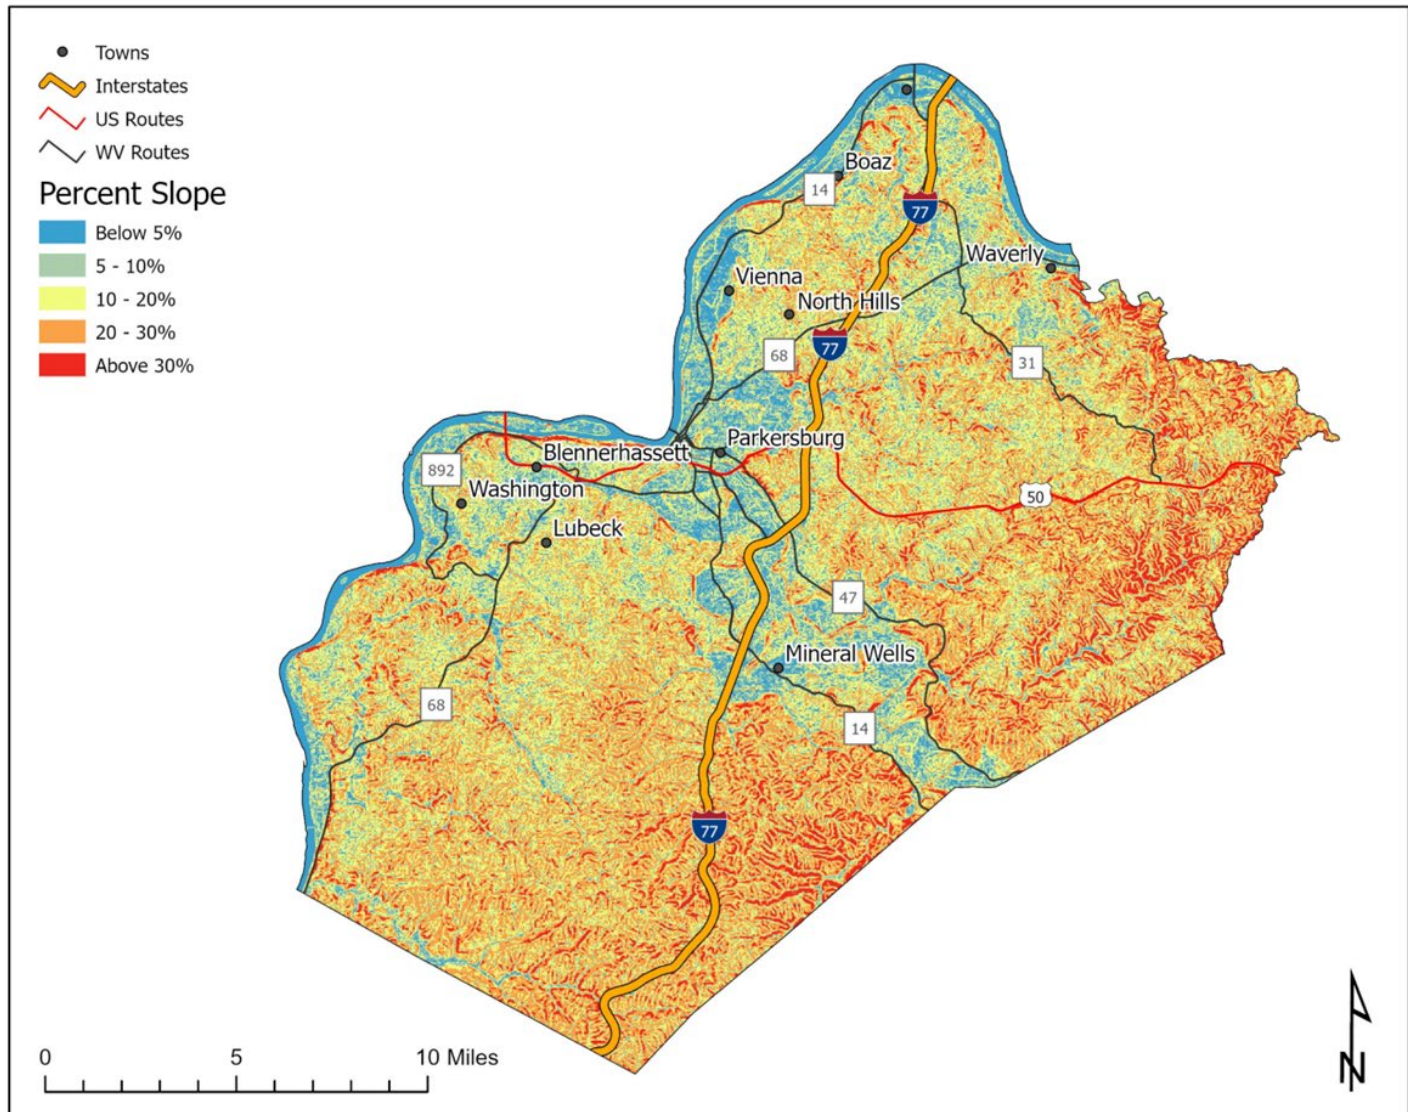 Towns
Interstates
US Routes
WV Routes
Percent Slope
Below 5%
5 - 10%
10 - 20%
20 - 30%
Above 30%
Boaz
14
77
Waverly
Vienna
North Hills
77
68
31
Parkersburg
Blennerhassett
892
Washington
50
Lubeck
47
Mineral Wells
68
14
77
0 5 10 Miles
N